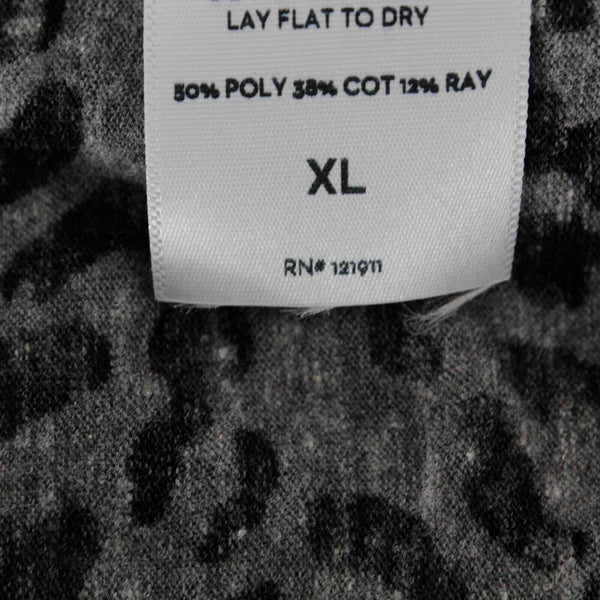 LAY FLAT TO DRY
50% POLY 38% COT 12% RAY
XL
RN# 121911